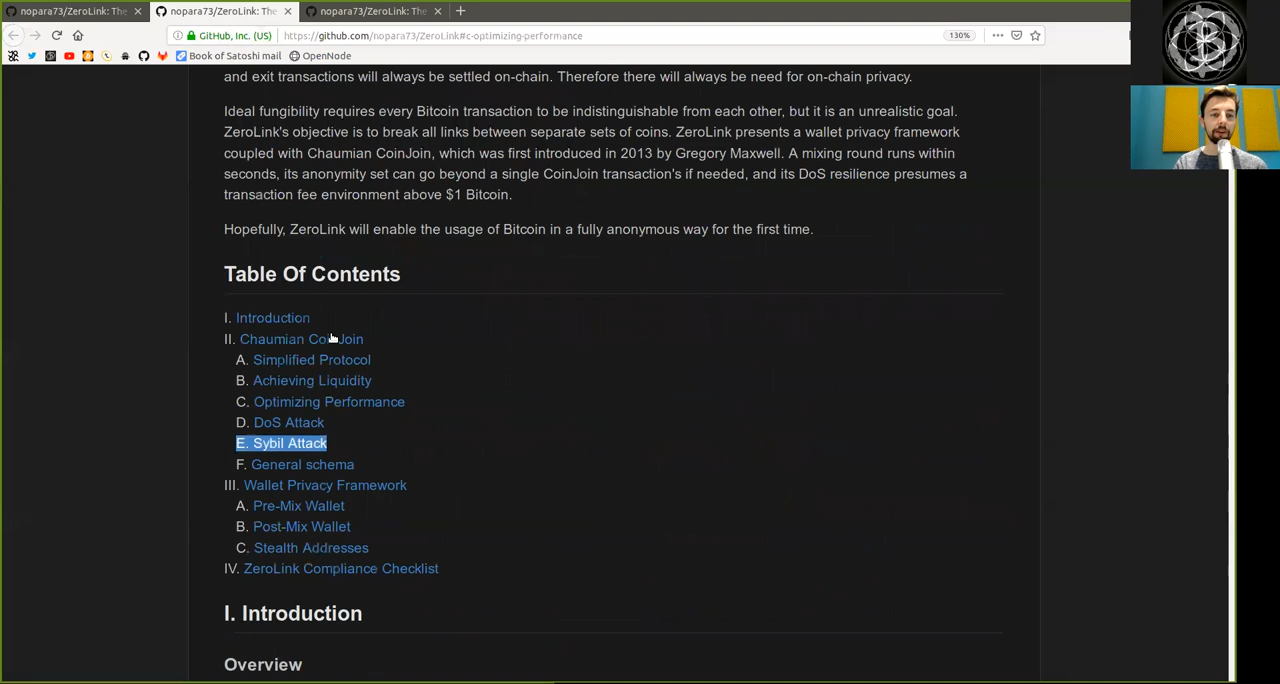 nopara73/ZeroLink: The
nopara73/ZeroLink: The
nopara73/ZeroLink: The
GitHub, Inc. (US)
https://github.com/nopara73/ZeroLink#c-optimizing-performance
130%
Book of Satoshi mail
OpenNode
and exit transactions will always be settled on-chain. Therefore there will always be need for on-chain privacy.
Ideal fungibility requires every Bitcoin transaction to be indistinguishable from each other, but it is an unrealistic goal.
ZeroLink's objective is to break all links between separate sets of coins. ZeroLink presents a wallet privacy framework
coupled with Chaumian CoinJoin, which was first introduced in 2013 by Gregory Maxwell. A mixing round runs within
seconds, its anonymity set can go beyond a single CoinJoin transaction's if needed, and its DoS resilience presumes a
transaction fee environment above $1 Bitcoin.
Hopefully, ZeroLink will enable the usage of Bitcoin in a fully anonymous way for the first time.
Table Of Contents
I. Introduction
II. Chaumian CoinJoin
A. Simplified Protocol
B. Achieving Liquidity
C. Optimizing Performance
D. DoS Attack
E. Sybil Attack
F. General schema
III. Wallet Privacy Framework
A. Pre-Mix Wallet
B. Post-Mix Wallet
C. Stealth Addresses
IV. ZeroLink Compliance Checklist
I. Introduction
Overview